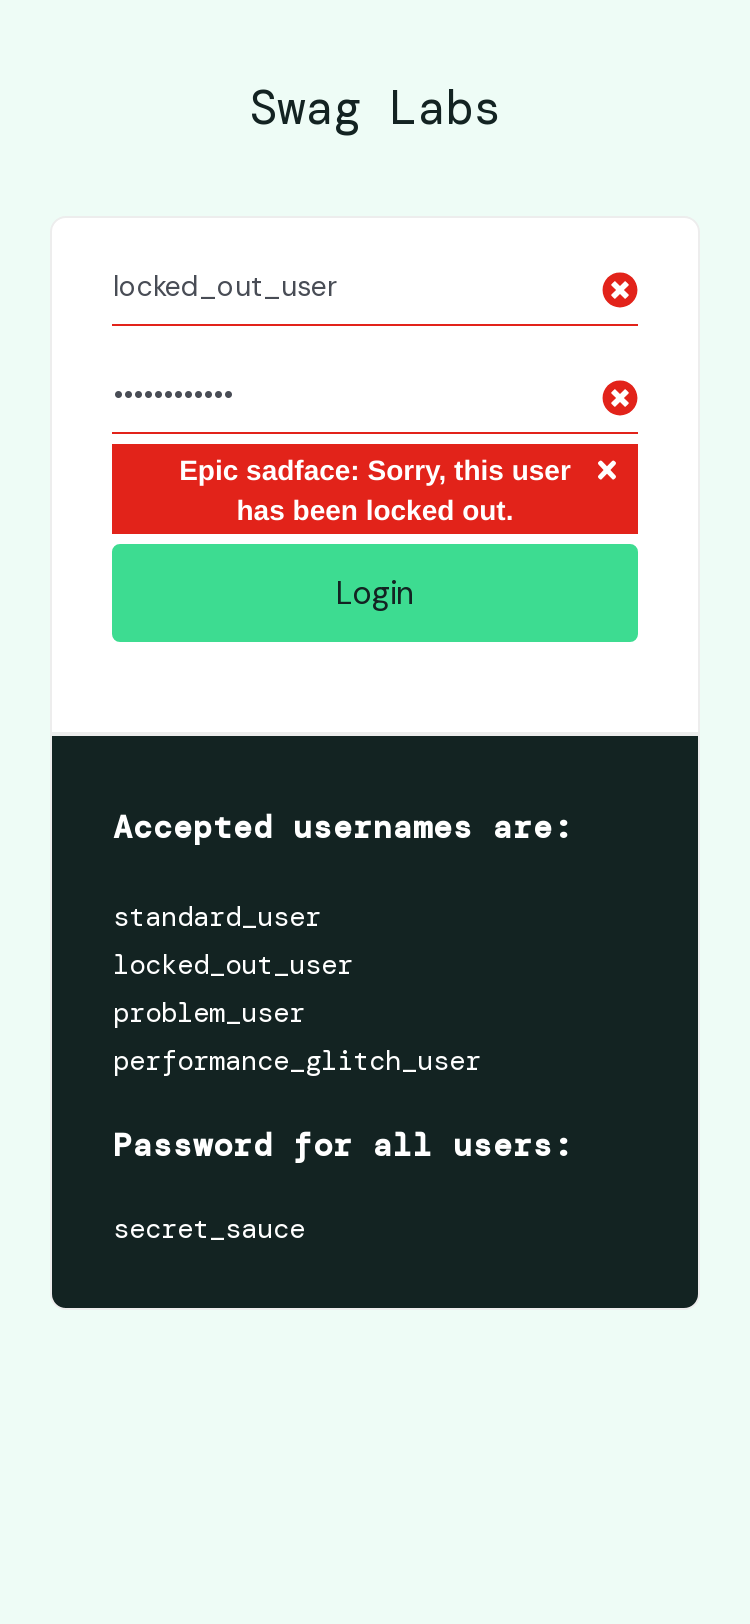 Swag Labs
locked_out_user
••••••••••••
Epic sadface: Sorry, this user
has been locked out.
Login
Accepted usernames are:
standard_user
locked_out_user
problem_user
performance_glitch_user
Password for all users:
secret_sauce